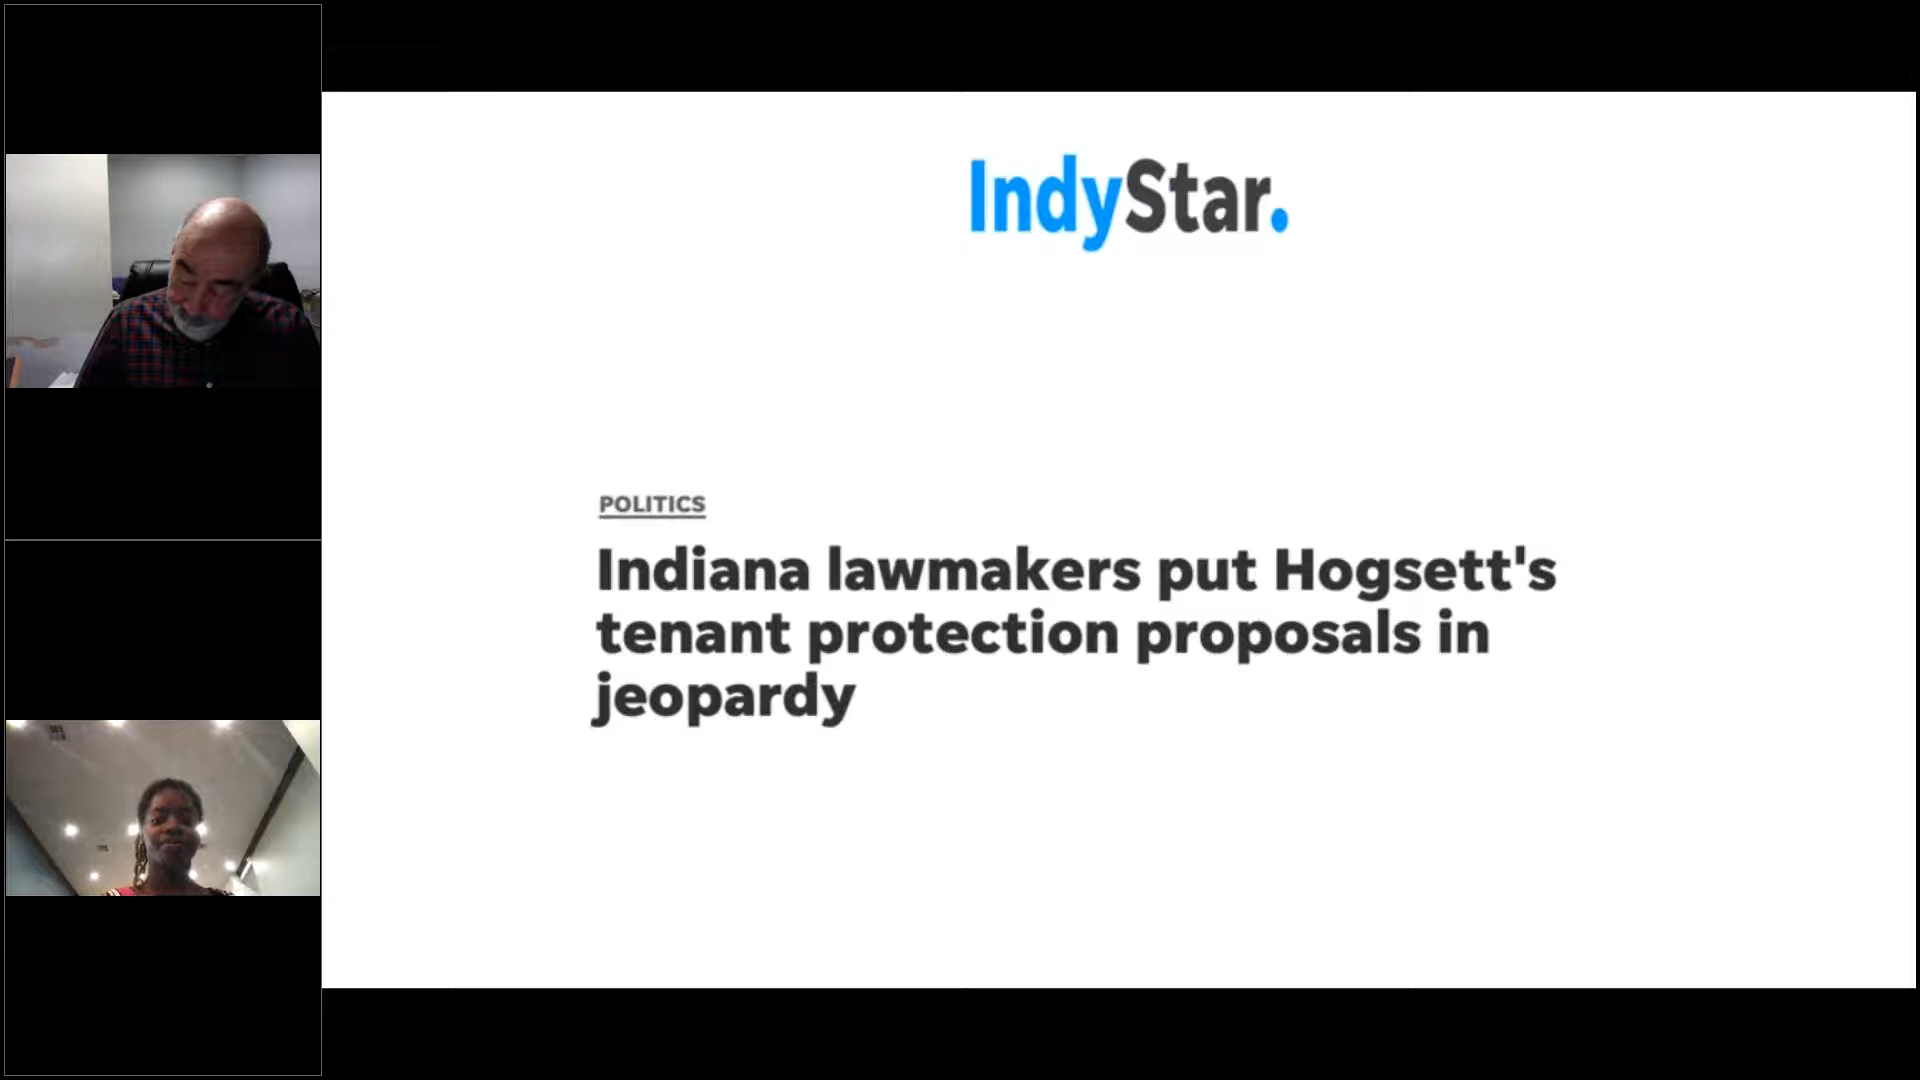 IndyStar.
POLITICS
Indiana lawmakers put Hogsett's
tenant protection proposals in
jeopardy